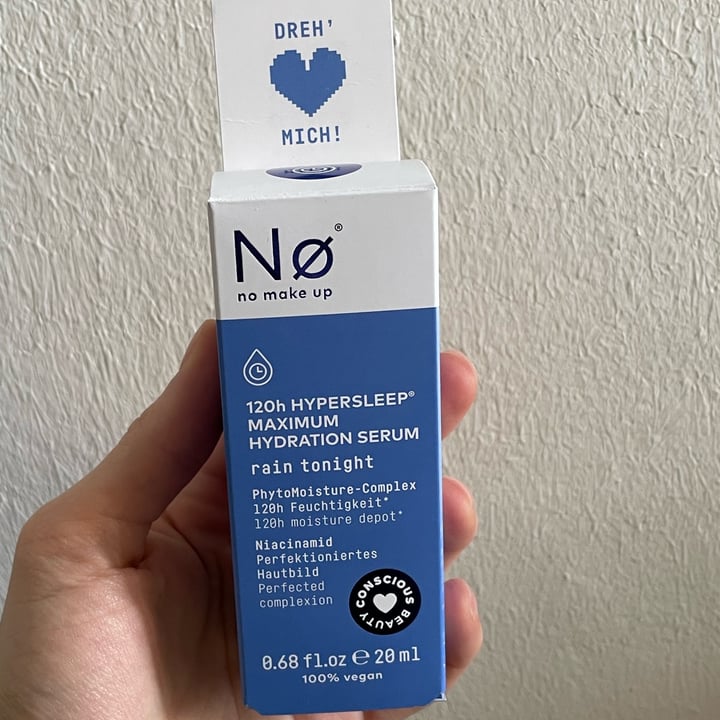 DREH'
MICH!
NØ®
no make up
120h HYPERSLEEP®
MAXIMUM
HYDRATION SERUM
rain tonight
PhytoMoisture-Complex
120h Feuchtigkeit*
120h moisture depot*
Niacinamid
Perfektioniertes
Hautbild
Perfected
complexion
CONSCIOUS BEAUTY
0.68 fl.oz ℮ 20 ml
100% vegan